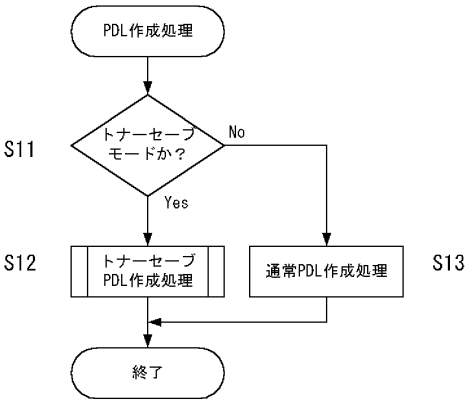 PDL作成処理
S11
トナーセーブ
モードか？
No
Yes
S12
トナーセーブ
PDL作成処理
通常PDL作成処理
S13
終了